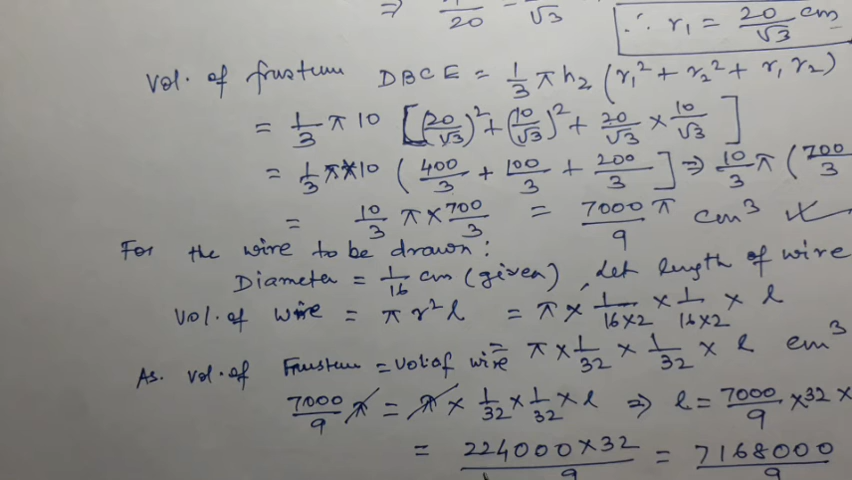 ⇒ /20 = /√3 ∴ r₁ = 20/√3 cm
Vol. of frustum DBCE = 1/3 π h₂ (r₁² + r₂² + r₁ r₂)
= 1/3 π 10 [(20/√3)² + (10/√3)² + 20/√3 × 10/√3]
= 1/3 π × 10 (400/3 + 100/3 + 200/3] ⇒ 10/3 π (700/3
= 10/3 π × 700/3 = 7000/9 π cm³
For the wire to be drawn:
Diameter = 1/16 cm (given), Let length of wire
Vol. of wire = π r² l = π × 1/16×2 × 1/16×2 × l
= π × 1/32 × 1/32 × l cm³
As. vol. of Frustum = vol. of wire
7000/9 π = π × 1/32 × 1/32 × l ⇒ l = 7000/9 × 32 ×
= 224000 × 32/9 = 7168000/9